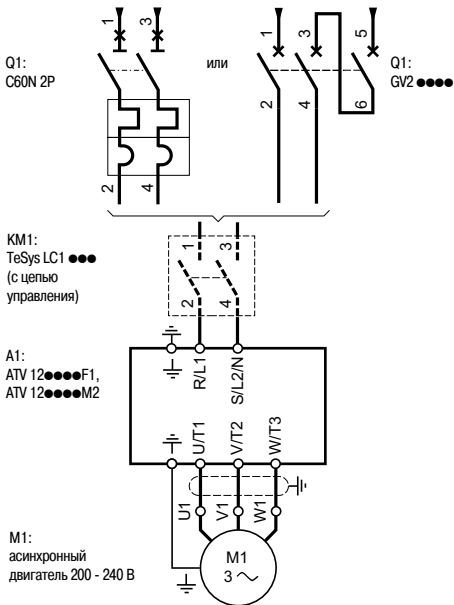 1
3
1
3
5
Q1:
C60N 2P
или
Q1:
GV2 ●●●●
2
4
2
4
6
KM1:
TeSys LC1 ●●●
(с цепью
управления)
1
3
2
4
A1:
ATV 12●●●●F1,
ATV 12●●●●M2
R/L1
S/L2/N
U/T1
V/T2
W/T3
U1
V1
W1
M1:
асинхронный
двигатель 200 - 240 В
M1
3 ~